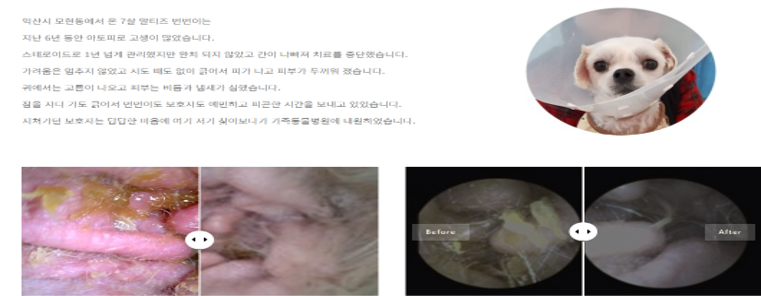 익산시 모현동에서 온 7살 말티즈 번번이는
지난 6년 동안 아토피로 고생이 많았습니다.
스테로이드로 1년 넘게 관리했지만 완치 되지 않았고 간이 나빠져 치료를 중단했습니다.
가려움은 멈추지 않았고 시도 때도 없이 긁어서 피가 나고 피부가 두꺼워 졌습니다.
귀에서는 고름이 나오고 피부는 비듬과 냄새가 심했습니다.
잠을 자다 가도 긁어서 번번이도 보호자도 예민하고 피곤한 시간을 보내고 있었습니다.
지쳐가던 보호자는 답답한 마음에 여기 저기 찾아보다가 가족동물병원에 내원하였습니다.
Before
After